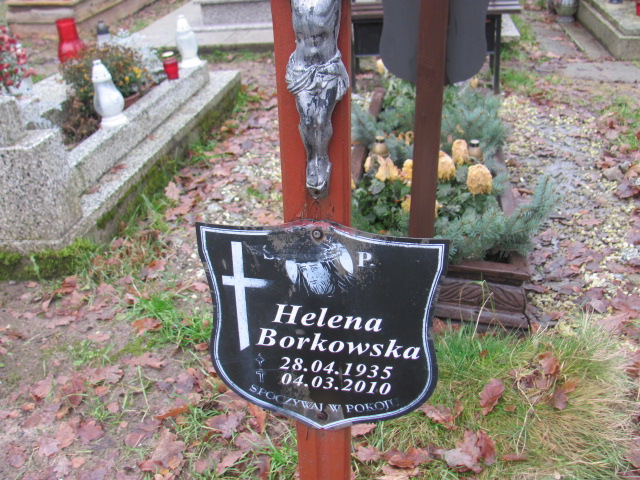 Ś. P.
Helena
Borkowska
28.04.1935
04.03.2010
SPOCZYWAJ W POKOJU